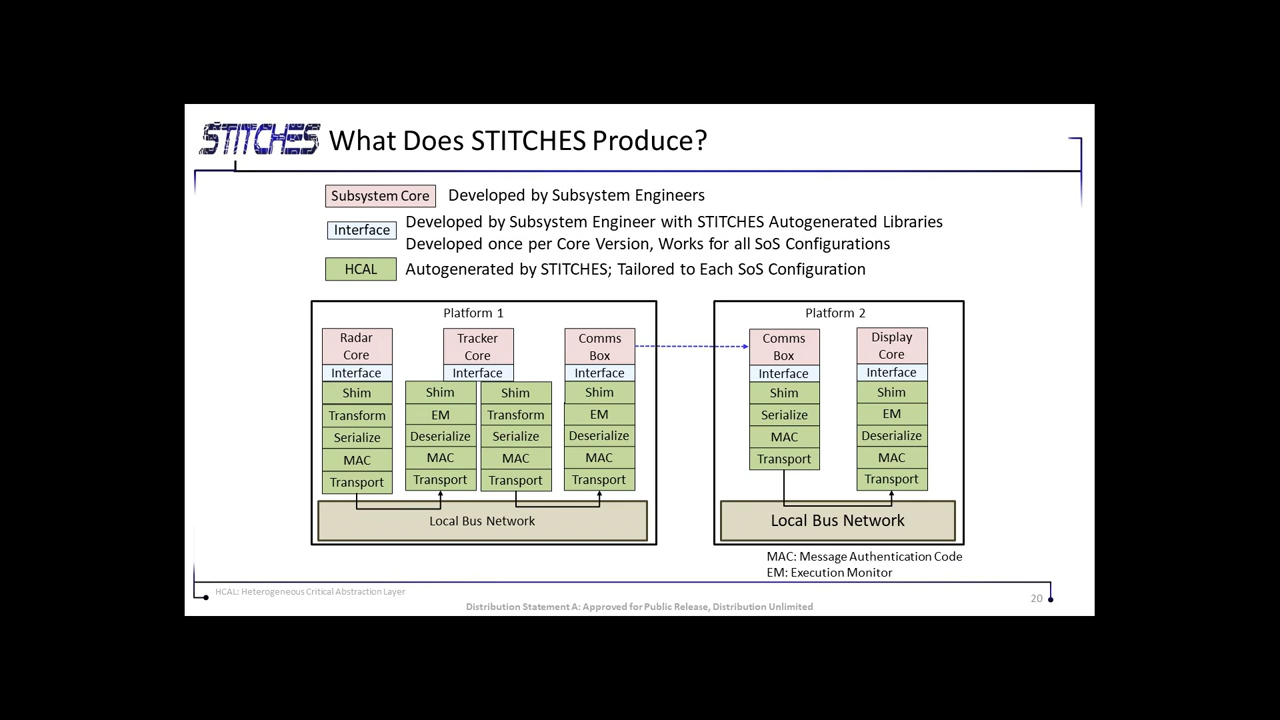 STITCHES What Does STITCHES Produce?
Subsystem Core Developed by Subsystem Engineers
Interface Developed by Subsystem Engineer with STITCHES Autogenerated Libraries
Developed once per Core Version, Works for all SoS Configurations
HCAL Autogenerated by STITCHES; Tailored to Each SoS Configuration
Platform 1
Radar
Core
Interface
Shim
Transform
Serialize
MAC
Transport
Tracker
Core
Interface
Shim
EM
Deserialize
MAC
Transport
Shim
Transform
Serialize
MAC
Transport
Comms
Box
Interface
Shim
EM
Deserialize
MAC
Transport
Local Bus Network
Platform 2
Comms
Box
Interface
Shim
Serialize
MAC
Transport
Display
Core
Interface
Shim
EM
Deserialize
MAC
Transport
Local Bus Network
MAC: Message Authentication Code
EM: Execution Monitor
HCAL: Heterogeneous Critical Abstraction Layer
Distribution Statement A: Approved for Public Release, Distribution Unlimited
20